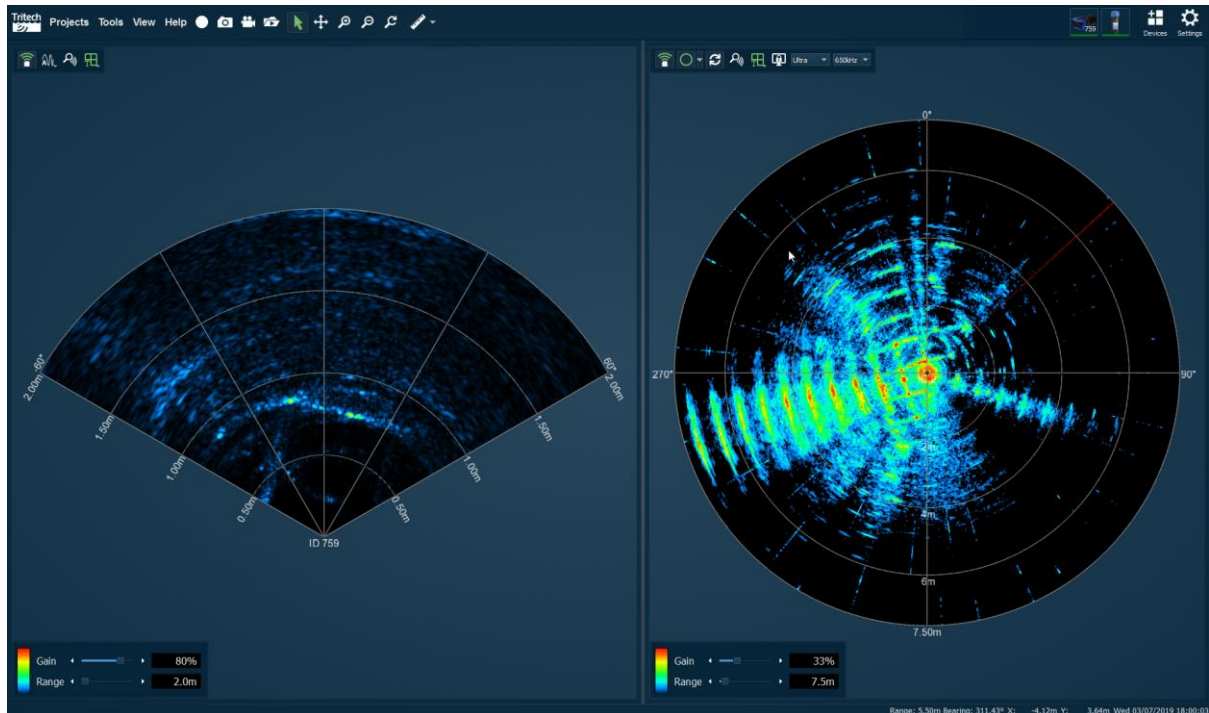 Tritech Projects Tools View Help
759
Devices Settings
Ultra 650kHz
0°
270° 90°
2m
4m
6m
7.50m
-60° 60°
2.00m 2.00m
1.50m 1.50m
1.00m 1.00m
0.50m 0.50m
ID 759
Gain 80%
Range 2.0m
Gain 33%
Range 7.5m
Range: 5.50m Bearing: 311.43° X: -4.12m Y: 3.64m Wed 03/07/2019 18:00:03